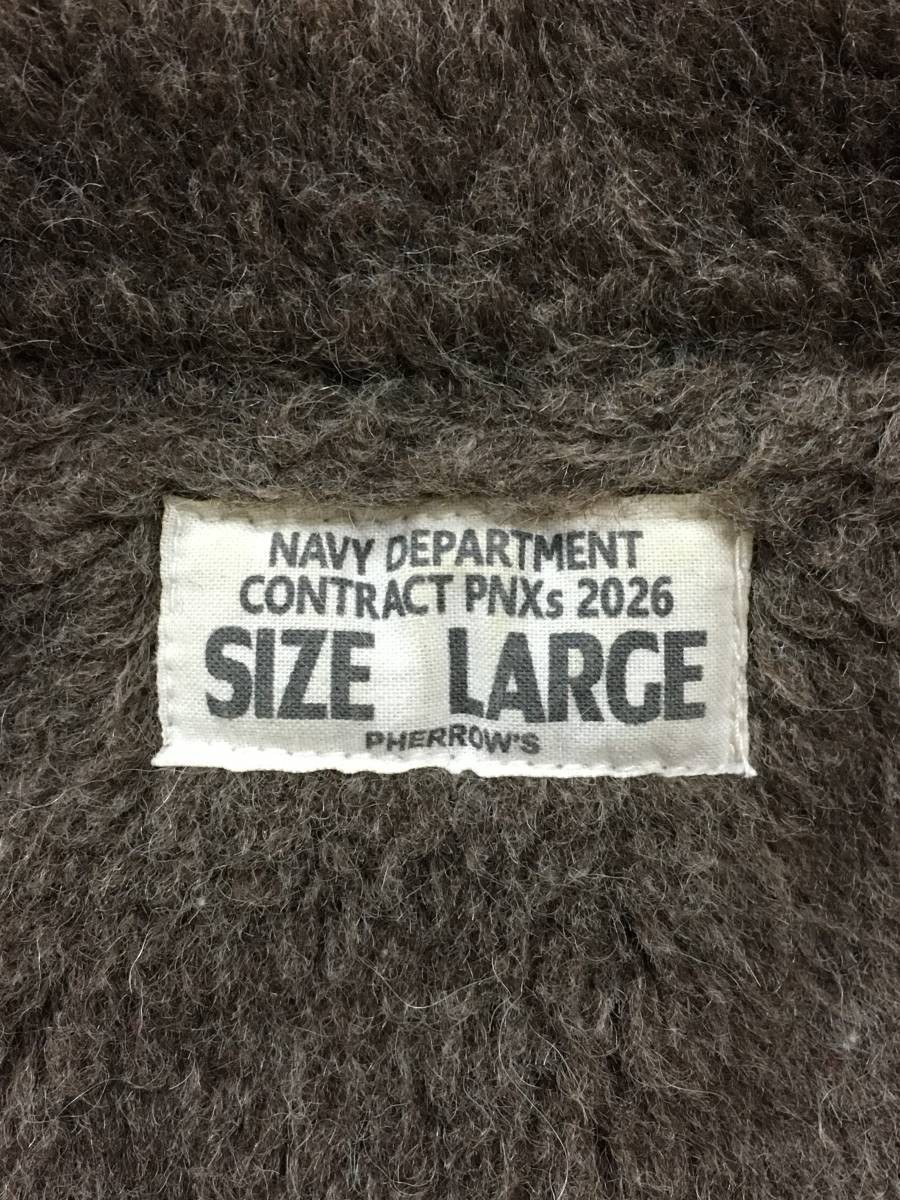 NAVY DEPARTMENT
CONTRACT PNXs 2026
SIZE LARGE
PHERROW'S